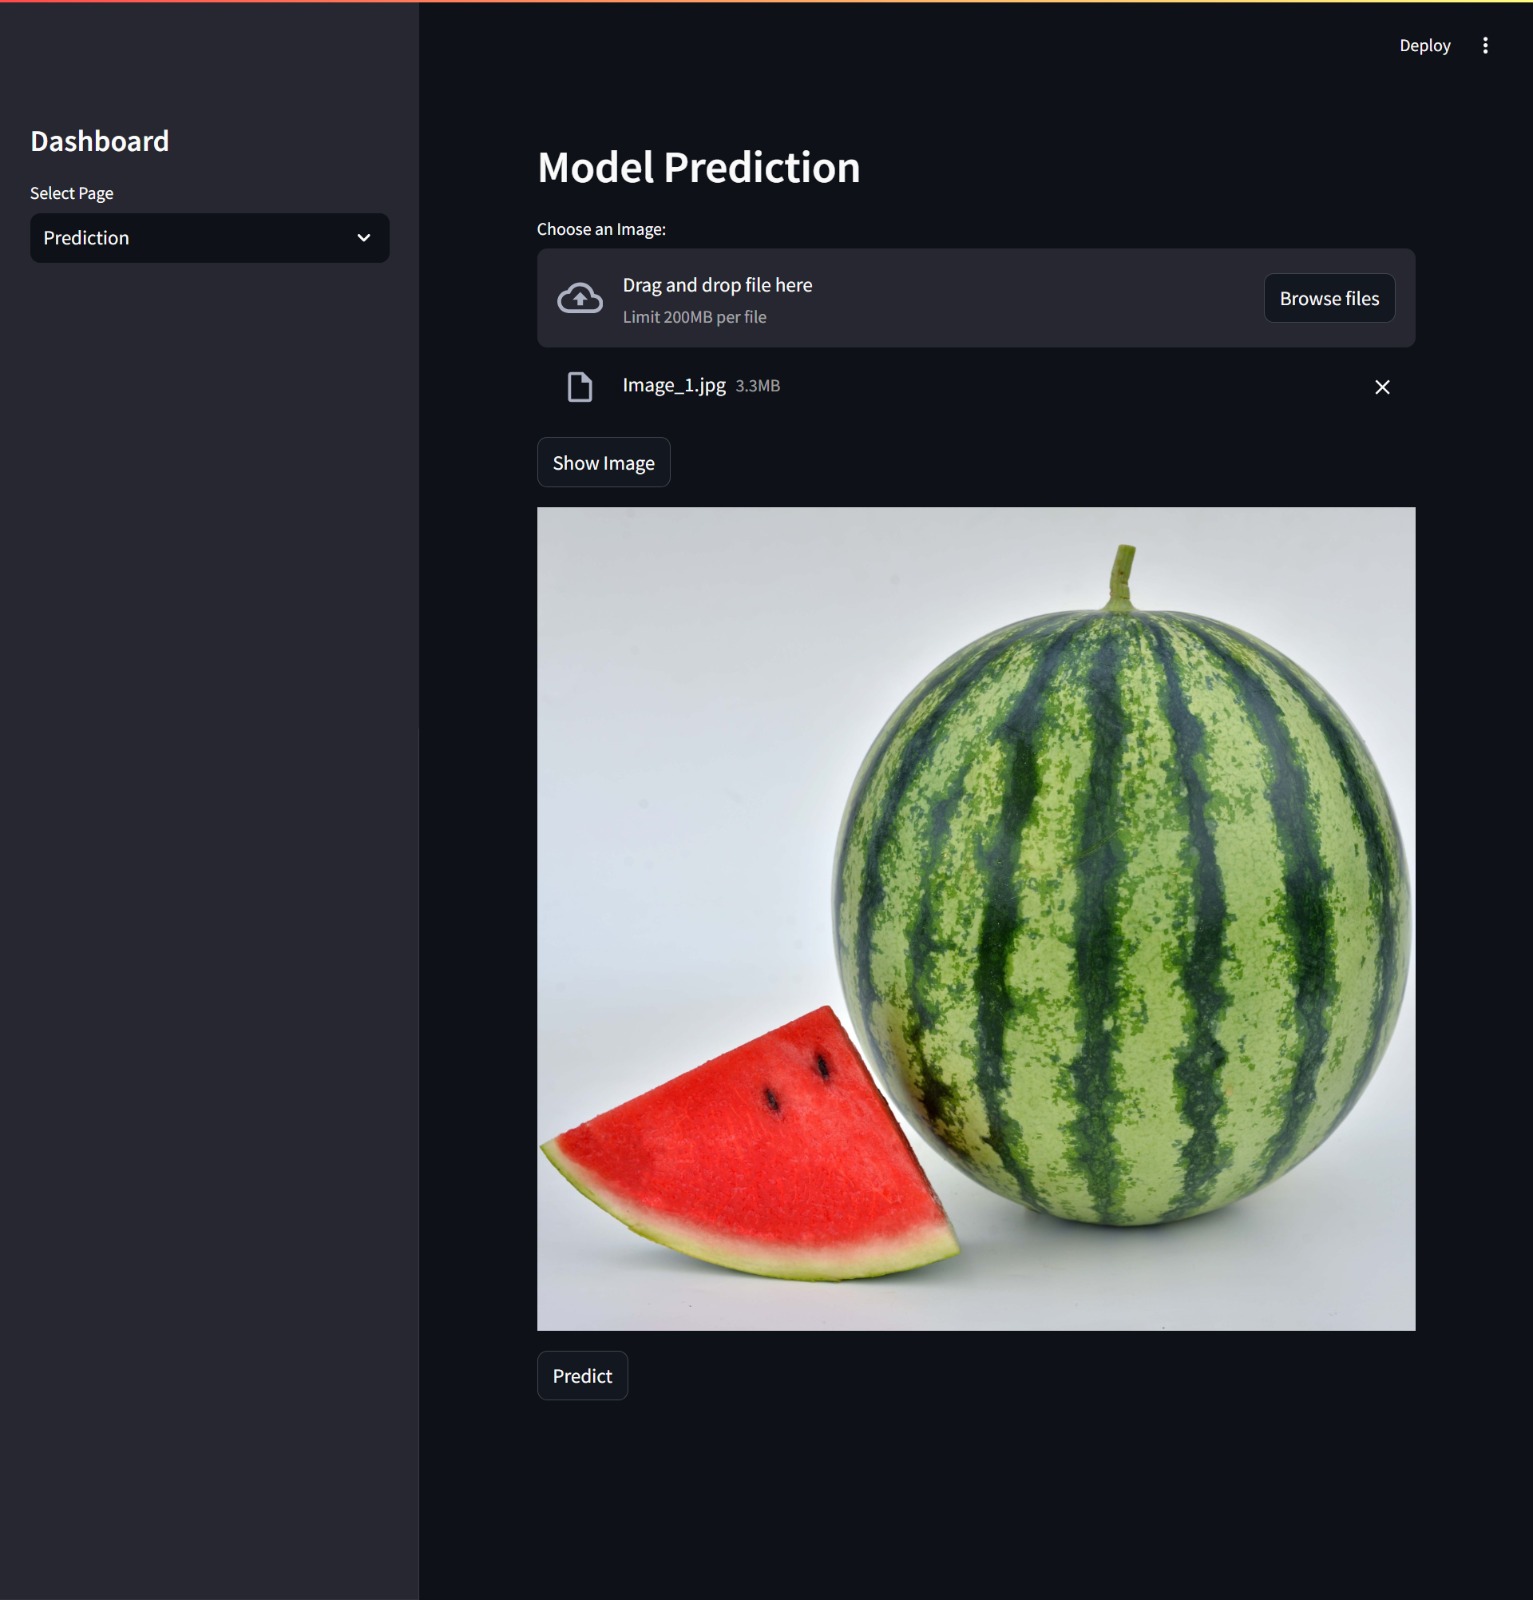 Deploy
Dashboard
Select Page
Prediction
Model Prediction
Choose an Image:
Drag and drop file here
Limit 200MB per file
Browse files
Image_1.jpg 3.3MB
Show Image
Predict